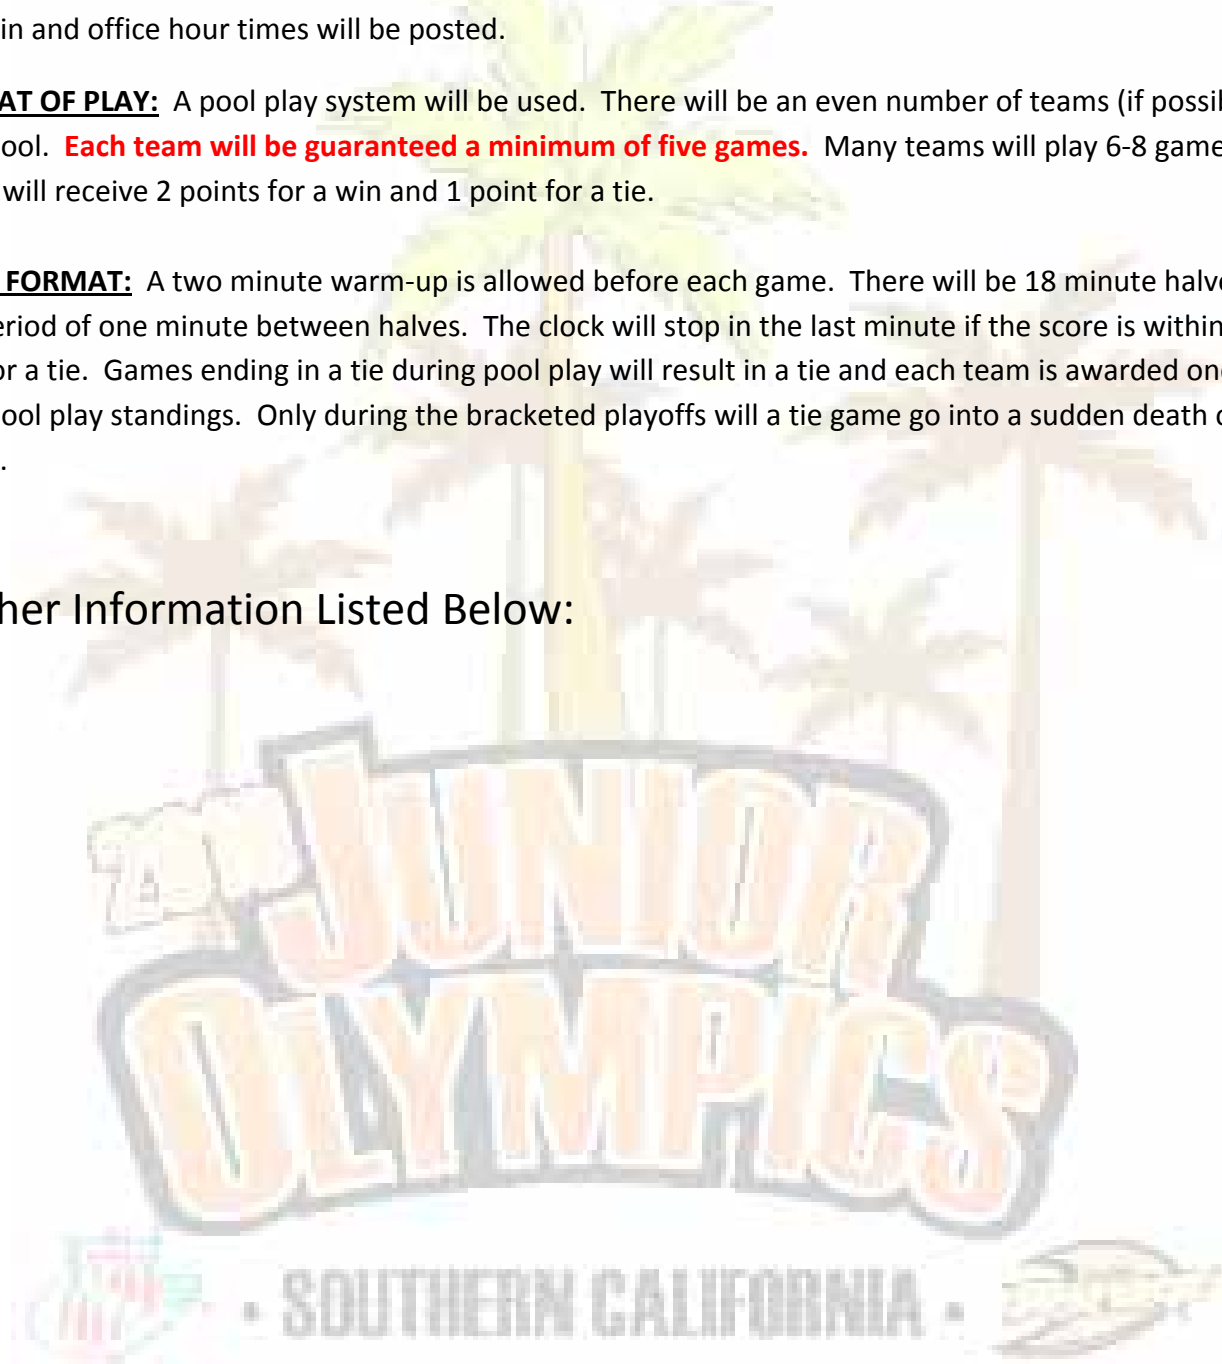 in and office hour times will be posted.
AT OF PLAY: A pool play system will be used. There will be an even number of teams (if possib
ool. Each team will be guaranteed a minimum of five games. Many teams will play 6-8 game
will receive 2 points for a win and 1 point for a tie.
FORMAT: A two minute warm-up is allowed before each game. There will be 18 minute halve
eriod of one minute between halves. The clock will stop in the last minute if the score is within
or a tie. Games ending in a tie during pool play will result in a tie and each team is awarded one
ool play standings. Only during the bracketed playoffs will a tie game go into a sudden death o
.
her Information Listed Below:
JUNIOR
OLYMPICS
• SOUTHERN CALIFORNIA •